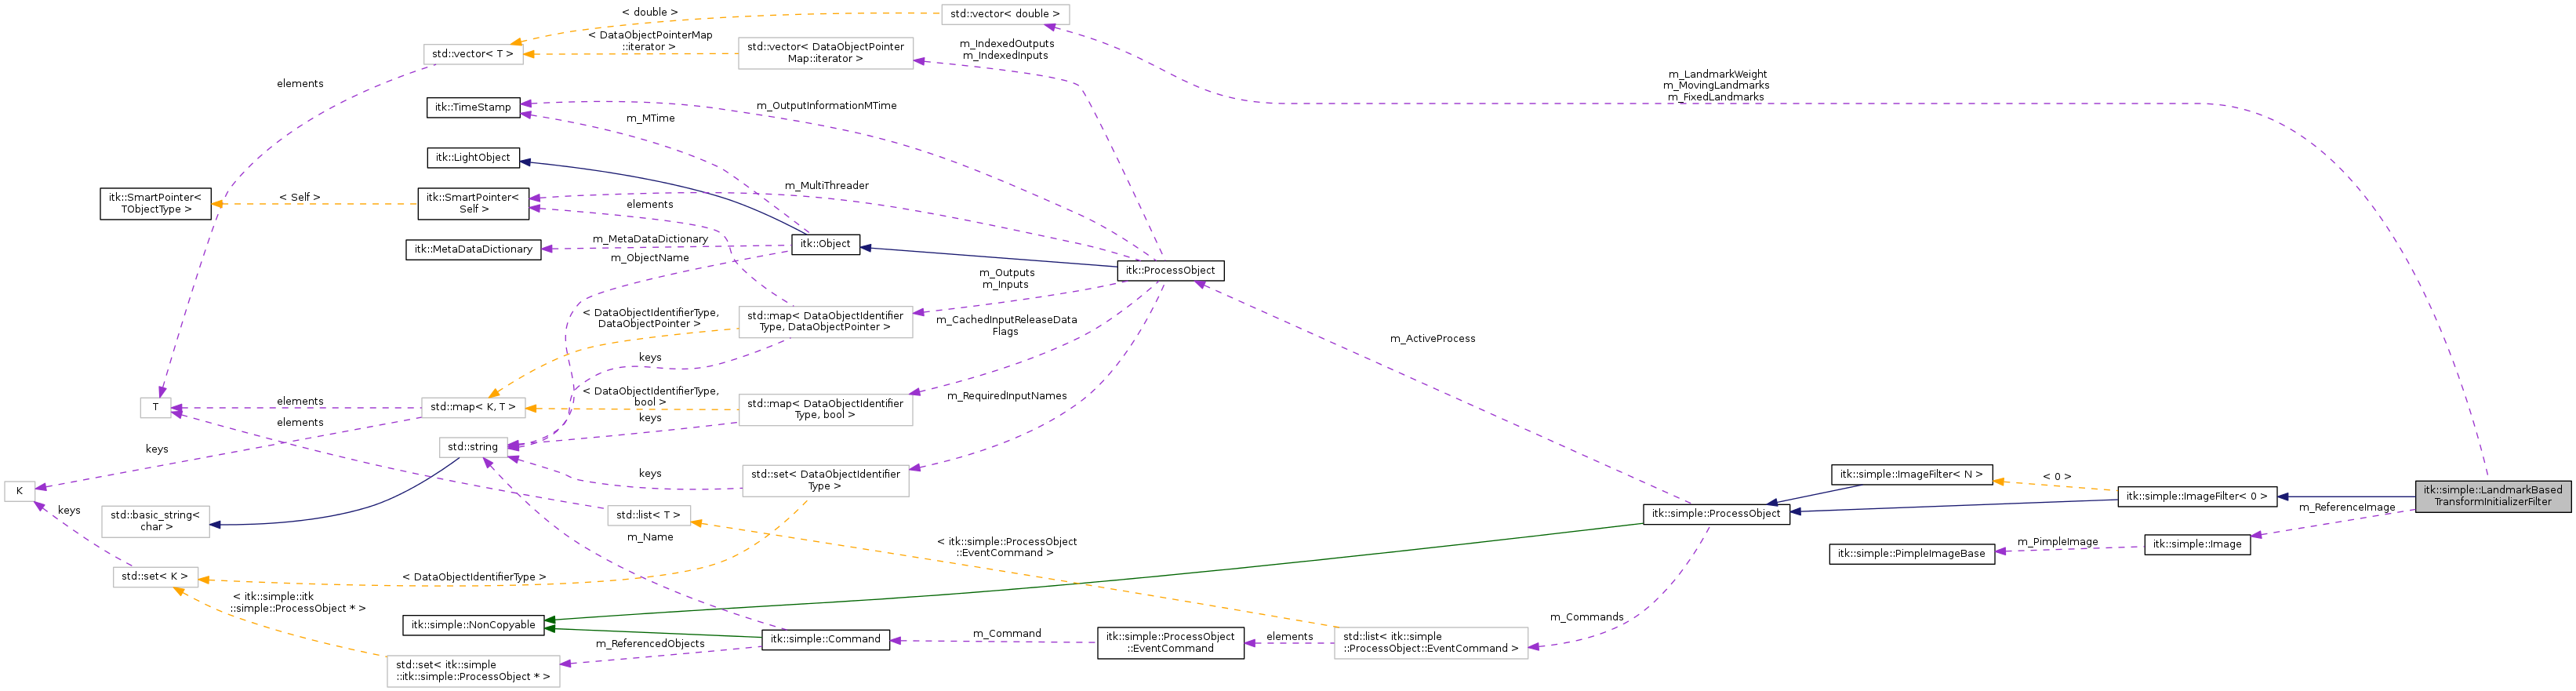 < double >
std::vector< double >
< DataObjectPointerMap
::iterator >
std::vector< T >
std::vector< DataObjectPointer
Map::iterator >
m_IndexedOutputs
m_IndexedInputs
elements
m_LandmarkWeight
m_MovingLandmarks
m_FixedLandmarks
itk::TimeStamp
m_OutputInformationMTime
m_MTime
itk::LightObject
m_MultiThreader
itk::SmartPointer<
TObjectType >
< Self >
itk::SmartPointer<
Self >
elements
itk::MetaDataDictionary
m_MetaDataDictionary
itk::Object
m_ObjectName
itk::ProcessObject
m_Outputs
m_Inputs
< DataObjectIdentifierType,
DataObjectPointer >
std::map< DataObjectIdentifier
Type, DataObjectPointer >
m_CachedInputReleaseData
Flags
m_ActiveProcess
keys
< DataObjectIdentifierType,
bool >
T
elements
std::map< K, T >
std::map< DataObjectIdentifier
Type, bool >
m_RequiredInputNames
elements
keys
keys
std::string
keys
std::set< DataObjectIdentifier
Type >
itk::simple::ImageFilter< N >
< 0 >
K
keys
std::basic_string<
char >
std::list< T >
m_Name
itk::simple::ProcessObject
itk::simple::ImageFilter< 0 >
itk::simple::LandmarkBased
TransformInitializerFilter
m_ReferenceImage
< itk::simple::ProcessObject
::EventCommand >
itk::simple::PimpleImageBase
m_PimpleImage
itk::simple::Image
std::set< K >
< DataObjectIdentifierType >
< itk::simple::itk
::simple::ProcessObject * >
itk::simple::NonCopyable
itk::simple::Command
m_Command
itk::simple::ProcessObject
::EventCommand
elements
std::list< itk::simple
::ProcessObject::EventCommand >
m_Commands
m_ReferencedObjects
std::set< itk::simple
::itk::simple::ProcessObject * >